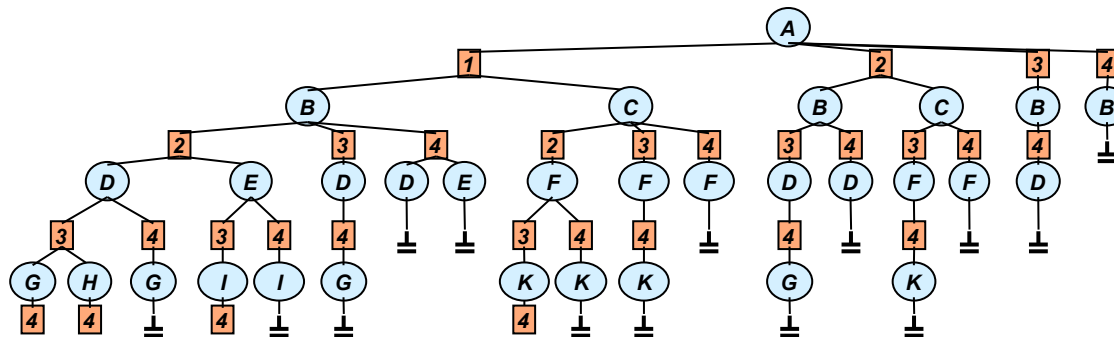 A
1 2 3 4
B C B C B B
2 3 4 2 3 4 3 4 3 4 4
D E D D E F F F D D F F D
3 4 3 4 4 3 4 4 4 4
G H G I I G K K K G K
4 4 4 4